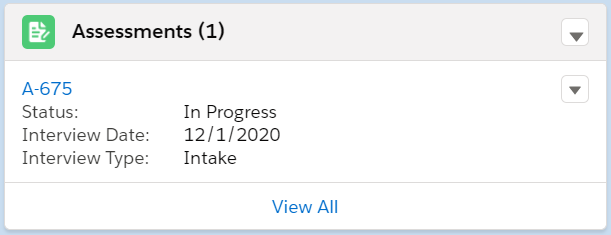 Assessments (1)
A-675
Status: In Progress
Interview Date: 12/1/2020
Interview Type: Intake
View All